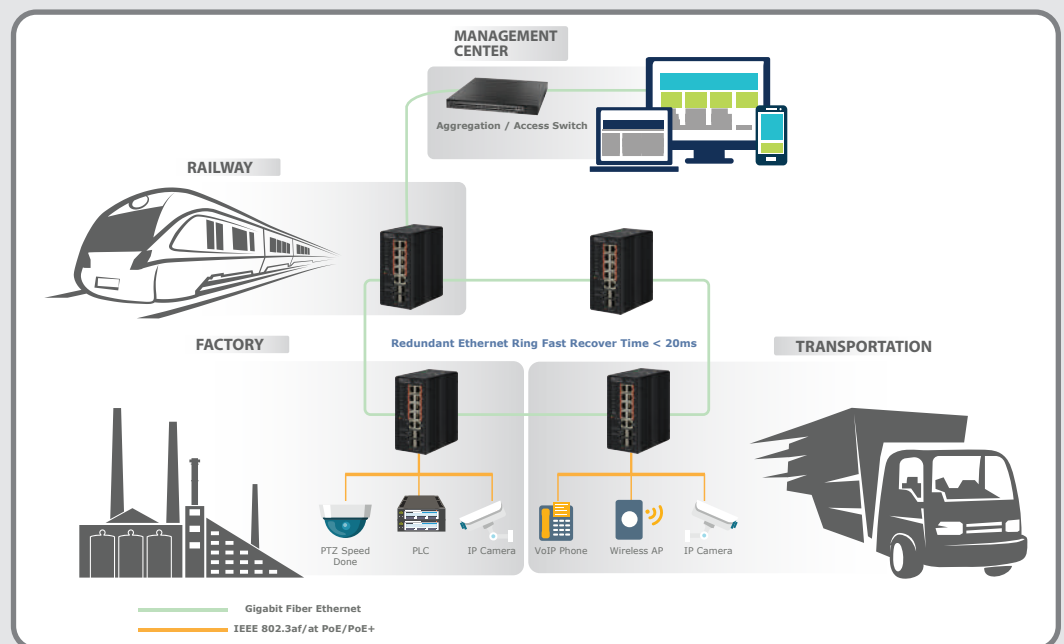 MANAGEMENT
CENTER
Aggregation / Access Switch
RAILWAY
FACTORY
Redundant Ethernet Ring Fast Recover Time < 20ms
TRANSPORTATION
PTZ Speed
Done
PLC
IP Camera
VoIP Phone
Wireless AP
IP Camera
Gigabit Fiber Ethernet
IEEE 802.3af/at PoE/PoE+